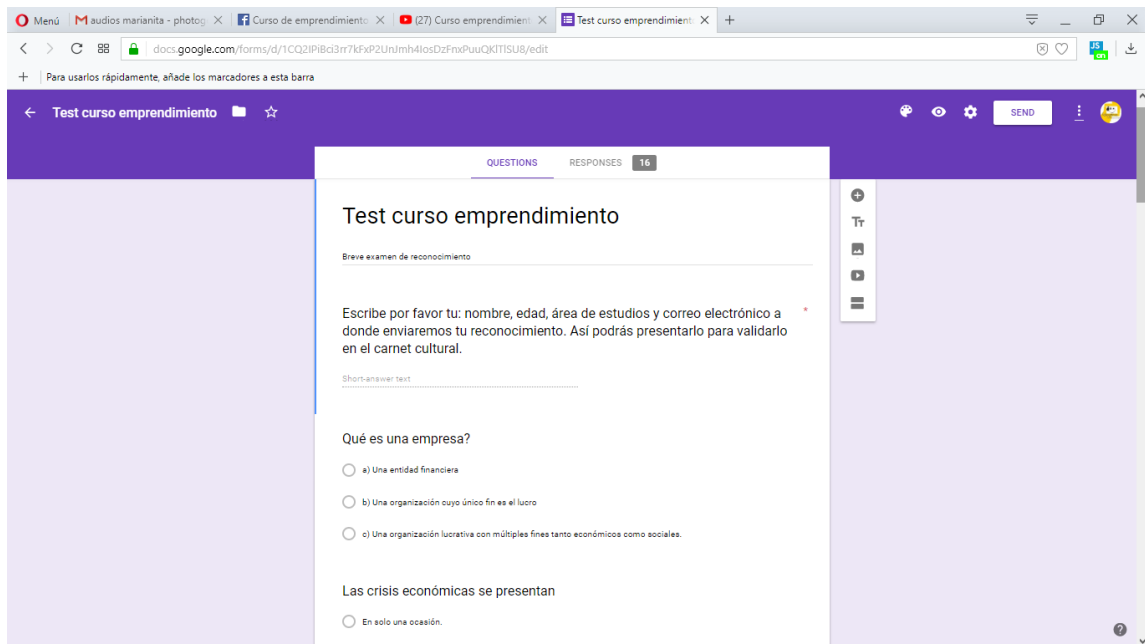 Menú
audios marianita - photog
Curso de emprendimiento
(27) Curso emprendimient
Test curso emprendimient
docs.google.com/forms/d/1CQ2IPiBci3rr7kFxP2UnJmh4IosDzFnxPuuQKlTlSU8/edit
JS
on
Para usarlos rápidamente, añade los marcadores a esta barra
Test curso emprendimiento
SEND
QUESTIONS RESPONSES 16
Test curso emprendimiento
Tт
Breve examen de reconocimiento
Escribe por favor tu: nombre, edad, área de estudios y correo electrónico a *
donde enviaremos tu reconocimiento. Así podrás presentarlo para validarlo
en el carnet cultural.
Short-answer text
Qué es una empresa?
a) Una entidad financiera
b) Una organización cuyo único fin es el lucro
c) Una organización lucrativa con múltiples fines tanto económicos como sociales.
Las crisis económicas se presentan
En solo una ocasión.